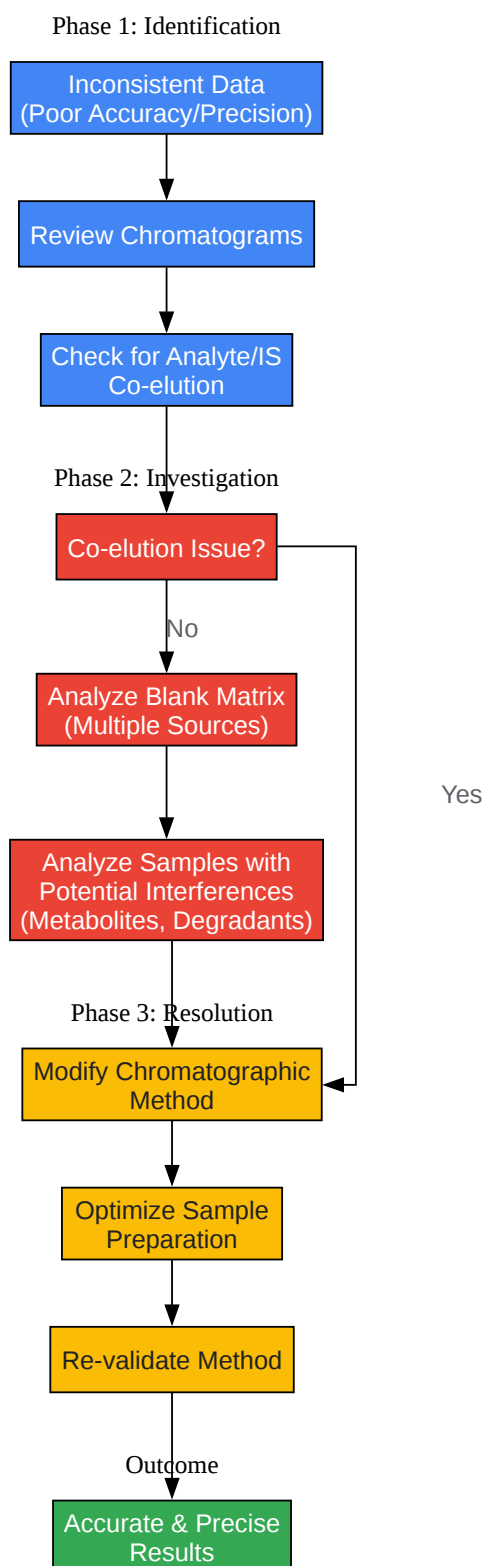 Phase 1: Identification
Inconsistent Data
(Poor Accuracy/Precision)
Review Chromatograms
Check for Analyte/IS
Co-elution
Phase 2: Investigation
Co-elution Issue?
No
Analyze Blank Matrix
(Multiple Sources)
Yes
Analyze Samples with
Potential Interferences
(Metabolites, Degradants)
Phase 3: Resolution
Modify Chromatographic
Method
Optimize Sample
Preparation
Re-validate Method
Outcome
Accurate & Precise
Results